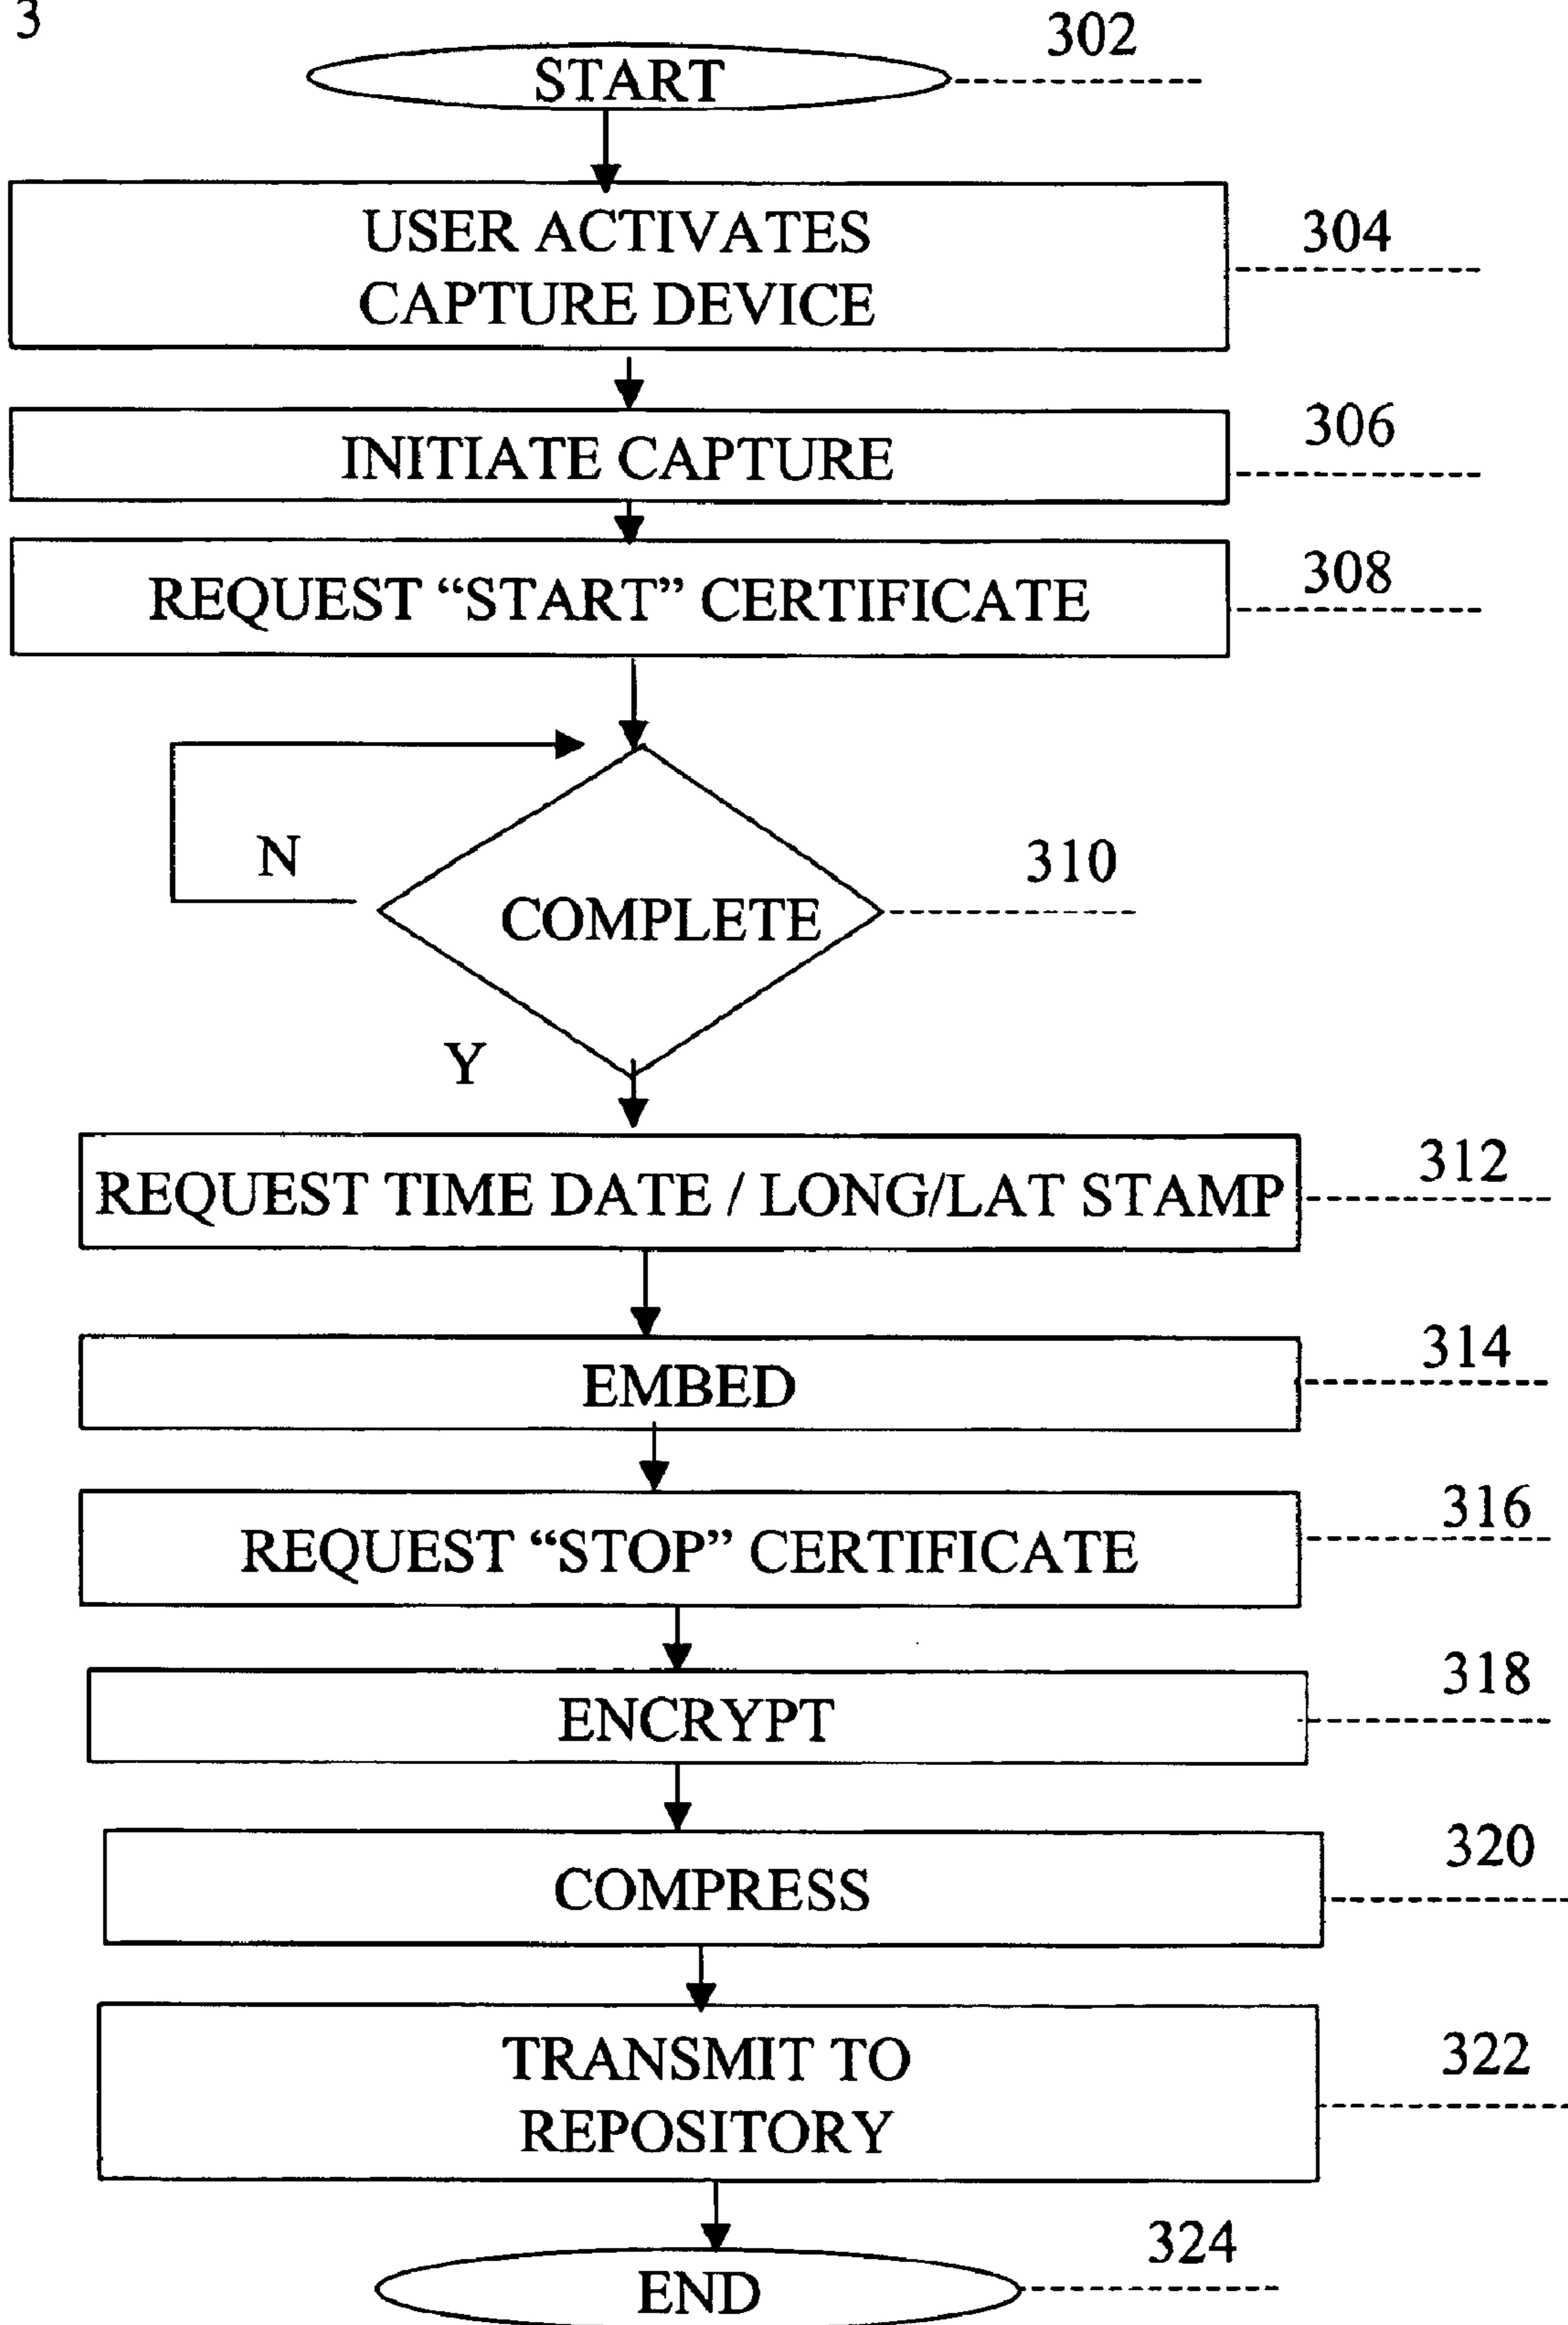 3
302
START
USER ACTIVATES
CAPTURE DEVICE
304
INITIATE CAPTURE
306
REQUEST “START” CERTIFICATE
308
N
COMPLETE
310
Y
REQUEST TIME DATE / LONG/LAT STAMP
312
EMBED
314
REQUEST “STOP” CERTIFICATE
316
ENCRYPT
318
COMPRESS
320
TRANSMIT TO
REPOSITORY
322
END
324